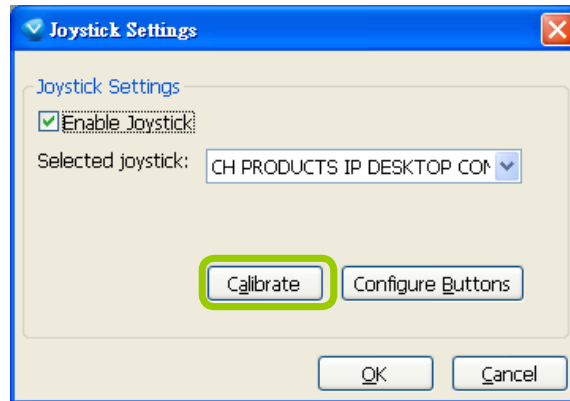 Joystick Settings
Joystick Settings
Enable Joystick
Selected joystick: CH PRODUCTS IP DESKTOP CON
Calibrate Configure Buttons
OK Cancel